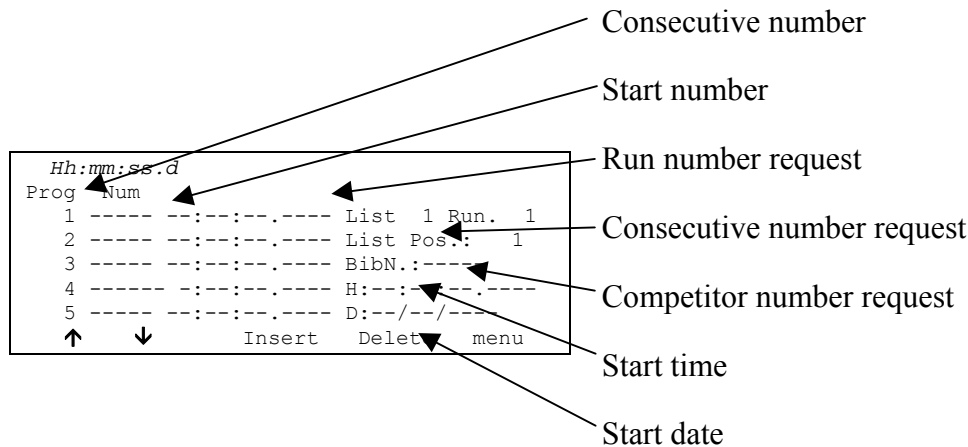 Consecutive number
Start number
Hh:mm:ss.d
Prog Num
1 ----- --:--:--.---- List 1 Run. 1
2 ----- --:--:--.---- List Pos.: 1
3 ----- --:--:--.---- BibN.:-----
4 ------ -:--:--.---- H:--:--:--.----
5 ----- --:--:--.---- D:--/--/----
↑ ↓ Insert Delete menu
Run number request
Consecutive number request
Competitor number request
Start time
Start date